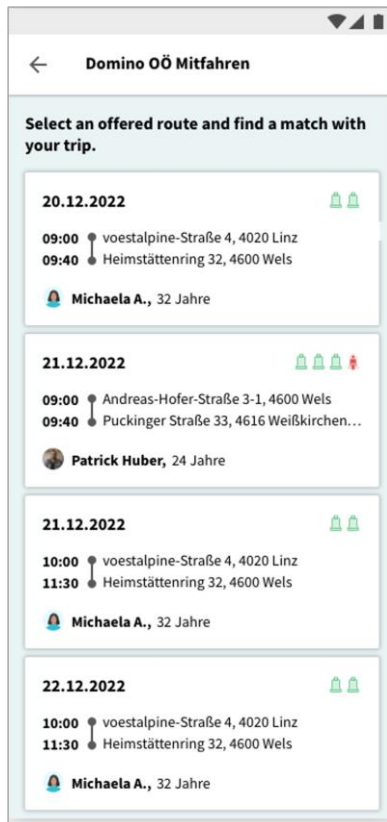 Domino OÖ Mitfahren
Select an offered route and find a match with
your trip.
20.12.2022
09:00 voestalpine-Straße 4, 4020 Linz
09:40 Heimstättenring 32, 4600 Wels
Michaela A., 32 Jahre
21.12.2022
09:00 Andreas-Hofer-Straße 3-1, 4600 Wels
09:40 Puckinger Straße 33, 4616 Weißkirchen...
Patrick Huber, 24 Jahre
21.12.2022
10:00 voestalpine-Straße 4, 4020 Linz
11:30 Heimstättenring 32, 4600 Wels
Michaela A., 32 Jahre
22.12.2022
10:00 voestalpine-Straße 4, 4020 Linz
11:30 Heimstättenring 32, 4600 Wels
Michaela A., 32 Jahre